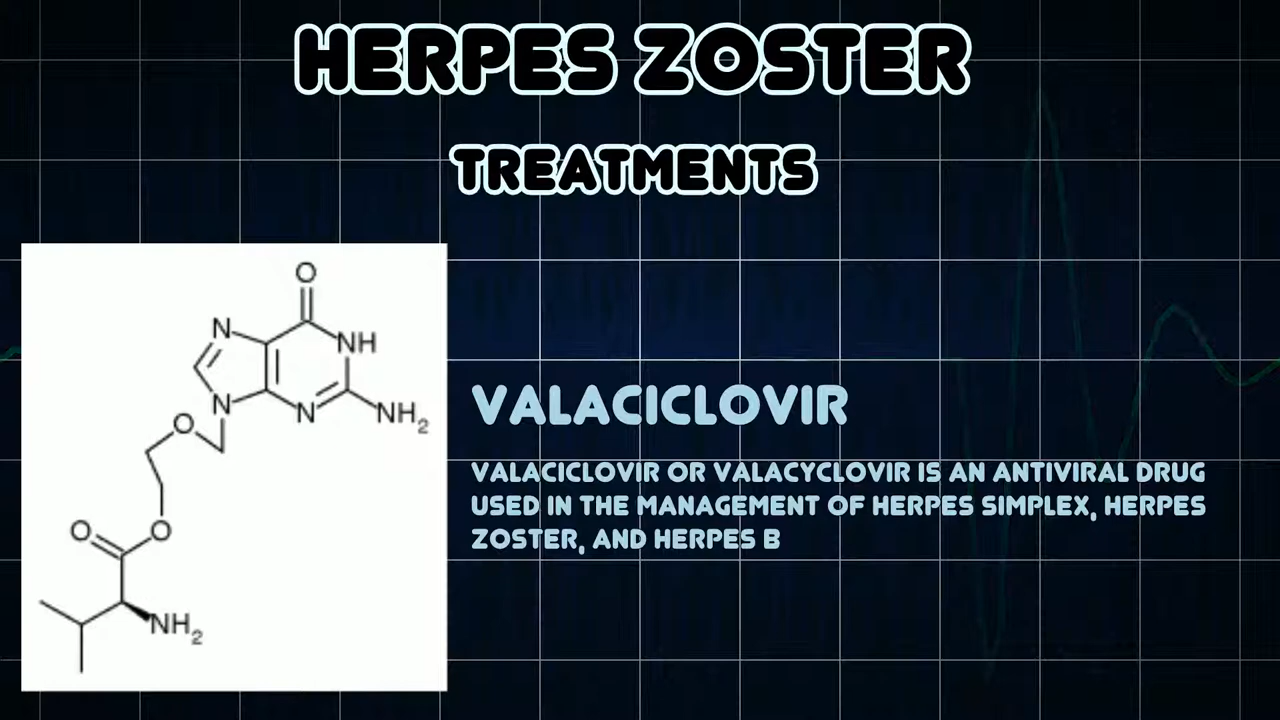 HERPES ZOSTER
TREATMENTS
O
N
NH
N
N
NH2
O
O
O
NH2
VALACICLOVIR
VALACICLOVIR OR VALACYCLOVIR IS AN ANTIVIRAL DRUG
USED IN THE MANAGEMENT OF HERPES SIMPLEX, HERPES
ZOSTER, AND HERPES B